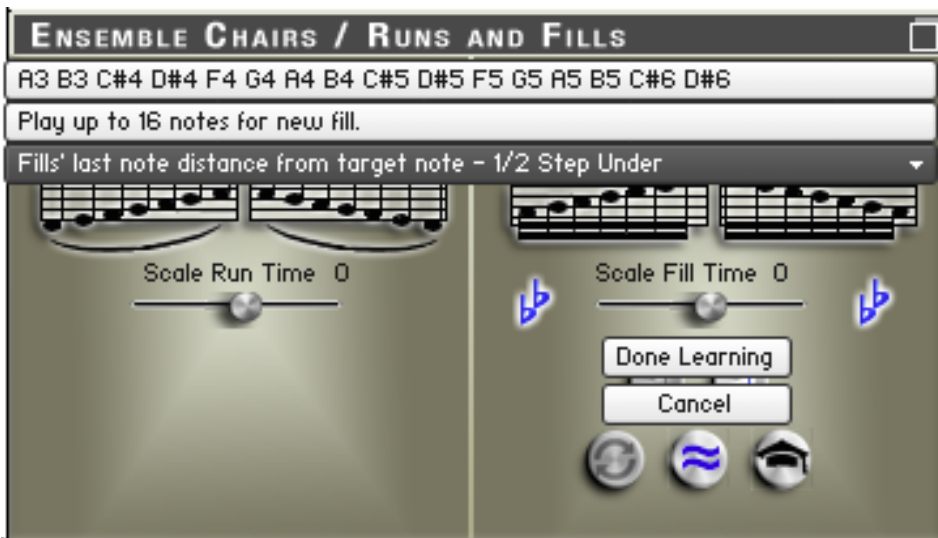 ENSEMBLE CHAIRS / RUNS AND FILLS
A3 B3 C#4 D#4 F4 G4 A4 B4 C#5 D#5 F5 G5 A5 B5 C#6 D#6
Play up to 16 notes for new fill.
Fills' last note distance from target note - 1/2 Step Under
Scale Run Time 0
Scale Fill Time 0
Done Learning
Cancel